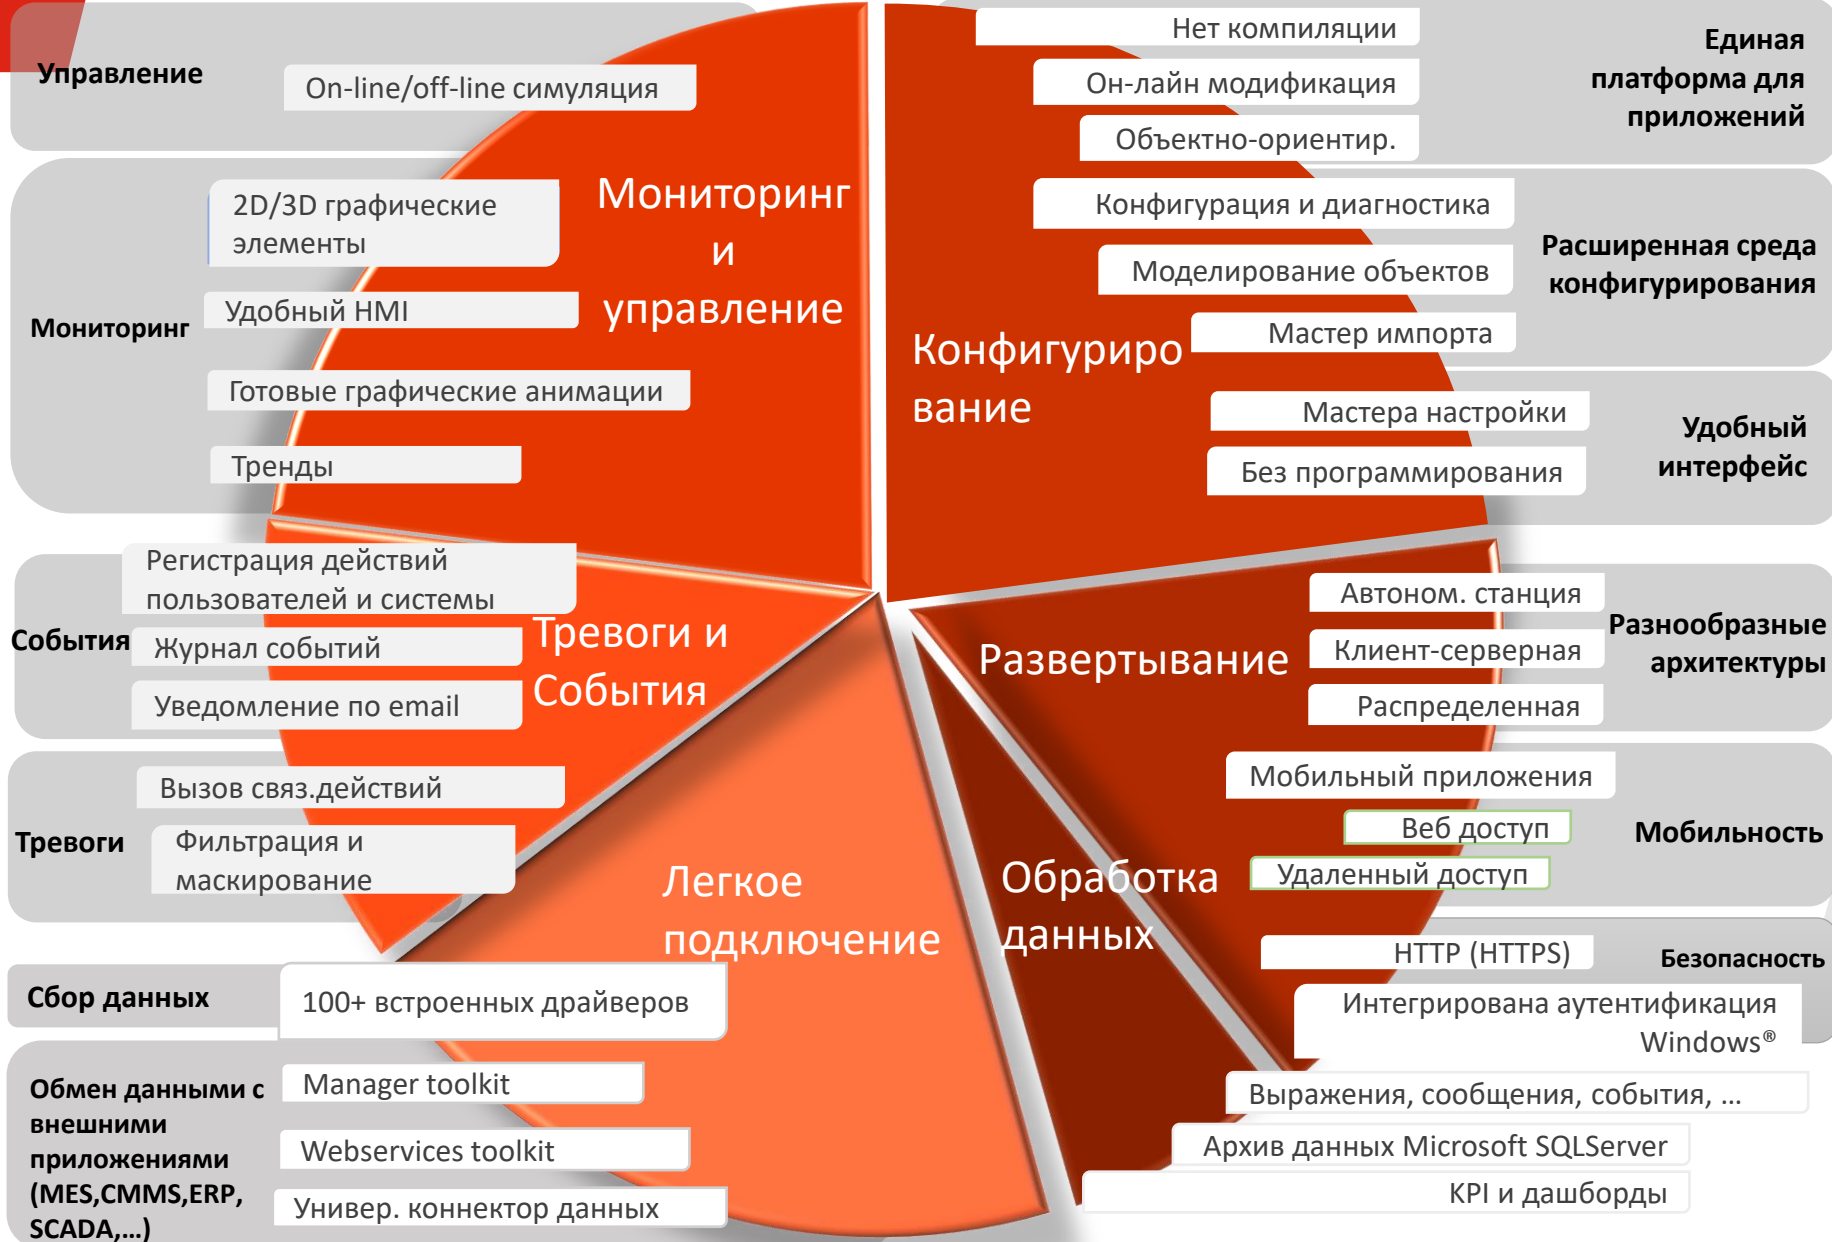 Управление
On-line/off-line симуляция
Мониторинг
2D/3D графические
элементы
Удобный HMI
Готовые графические анимации
Тренды
Мониторинг
и
управление
События
Регистрация действий
пользователей и системы
Журнал событий
Уведомление по email
Тревоги и
События
Тревоги
Вызов связ.действий
Фильтрация и
маскирование
Сбор данных
100+ встроенных драйверов
Обмен данными с
внешними
приложениями
(MES,CMMS,ERP,
SCADA,...)
Manager toolkit
Webservices toolkit
Универ. коннектор данных
Легкое
подключение
Нет компиляции
Он-лайн модификация
Объектно-ориентир.
Единая
платформа для
приложений
Конфигурация и диагностика
Моделирование объектов
Мастер импорта
Расширенная среда
конфигурирования
Конфигуриро
вание
Мастера настройки
Без программирования
Удобный
интерфейс
Развертывание
Автоном. станция
Клиент-серверная
Распределенная
Разнообразные
архитектуры
Мобильный приложения
Веб доступ
Удаленный доступ
Мобильность
HTTP (HTTPS)
Безопасность
Интегрирована аутентификация
Windows®
Обработка
данных
Выражения, сообщения, события, ...
Архив данных Microsoft SQLServer
KPI и дашборды